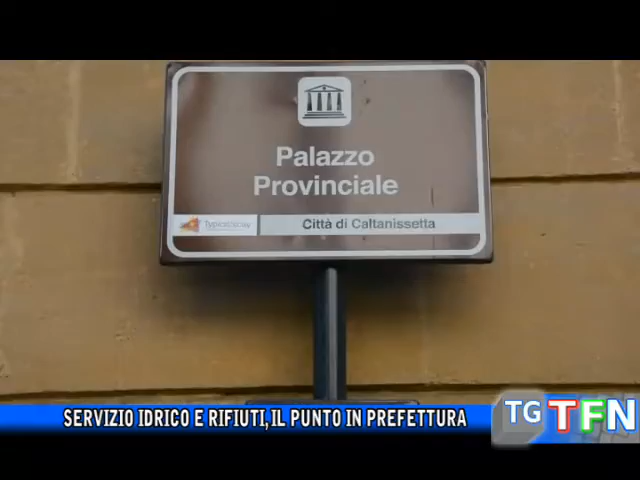 Palazzo
Provinciale
Città di Caltanissetta
SERVIZIO IDRICO E RIFIUTI,IL PUNTO IN PREFETTURA
TG TFN